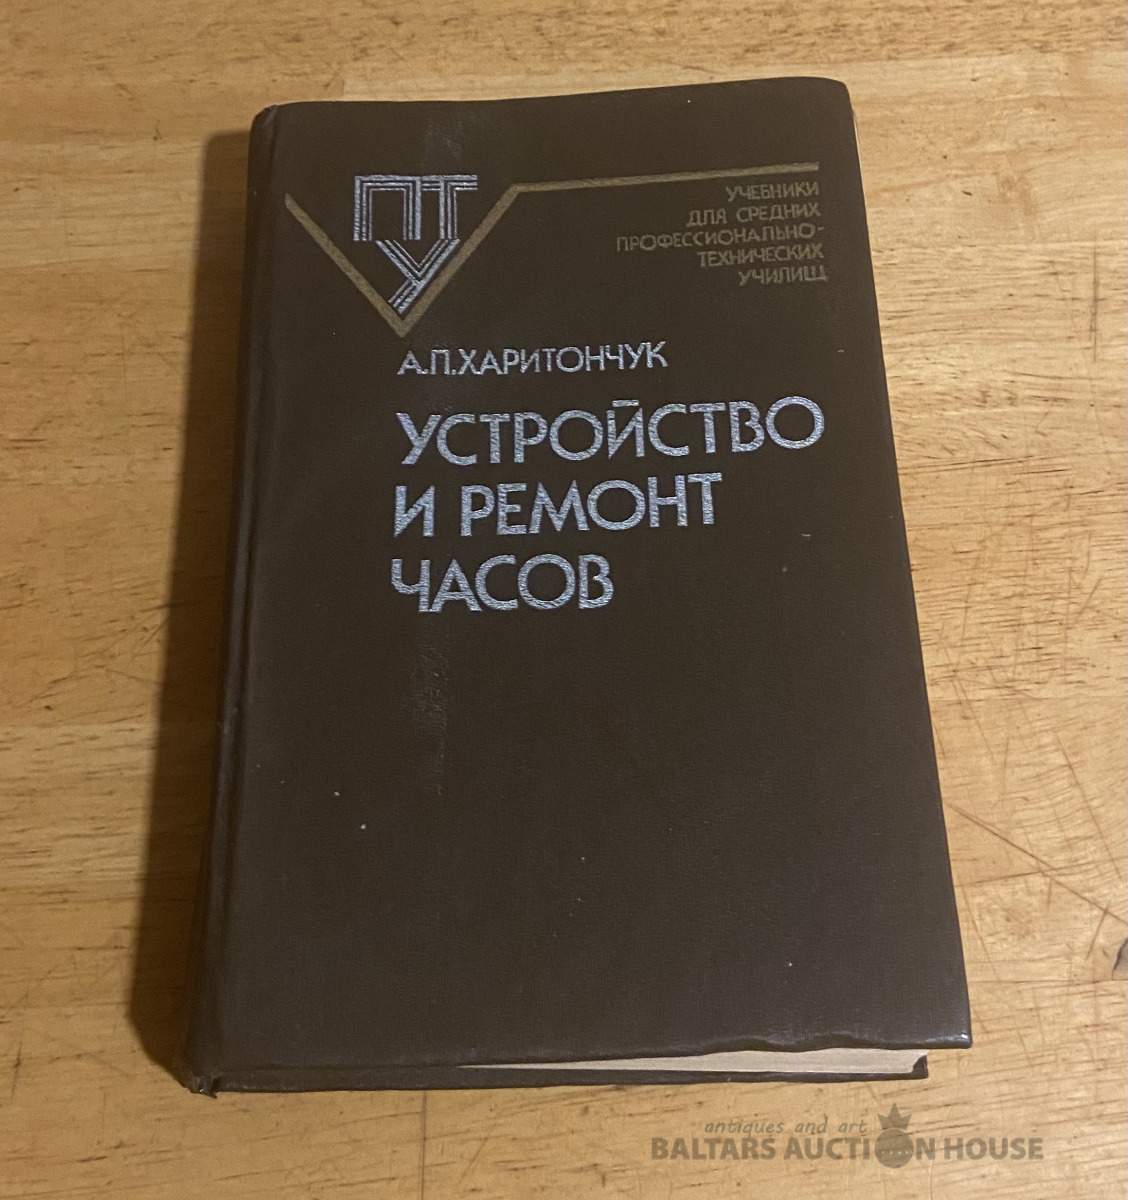 ПТУ
УЧЕБНИКИ
ДЛЯ СРЕДНИХ
ПРОФЕССИОНАЛЬНО-
ТЕХНИЧЕСКИХ
УЧИЛИЩ
А.П.ХАРИТОНЧУК
УСТРОЙСТВО
И РЕМОНТ
ЧАСОВ
antiques and art
BALTARS AUCTION HOUSE